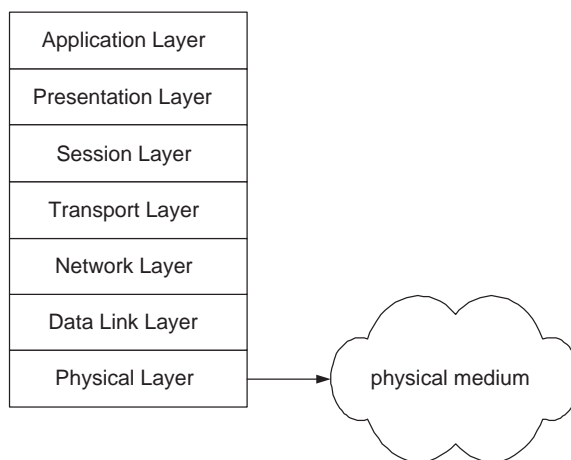 Application Layer
Presentation Layer
Session Layer
Transport Layer
Network Layer
Data Link Layer
Physical Layer
physical medium